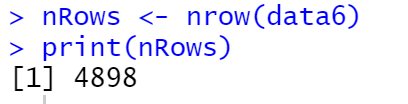 > nRows <- nrow(data6)
> print(nRows)
[1] 4898